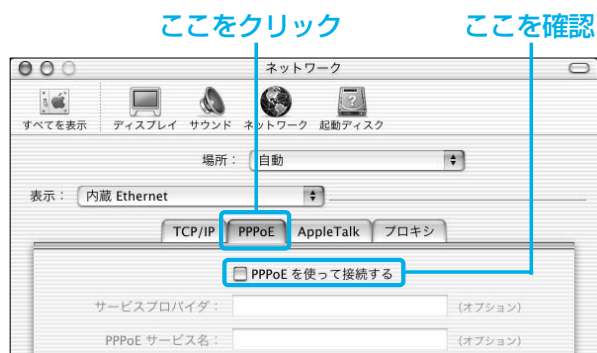 ここをクリック ここを確認
ネットワーク
すべてを表示 ディスプレイ サウンド ネットワーク 起動ディスク
場所： 自動
表示： 内蔵 Ethernet
TCP/IP PPPoE AppleTalk プロキシ
PPPoE を使って接続する
サービスプロバイダ： (オプション)
PPPoE サービス名： (オプション)